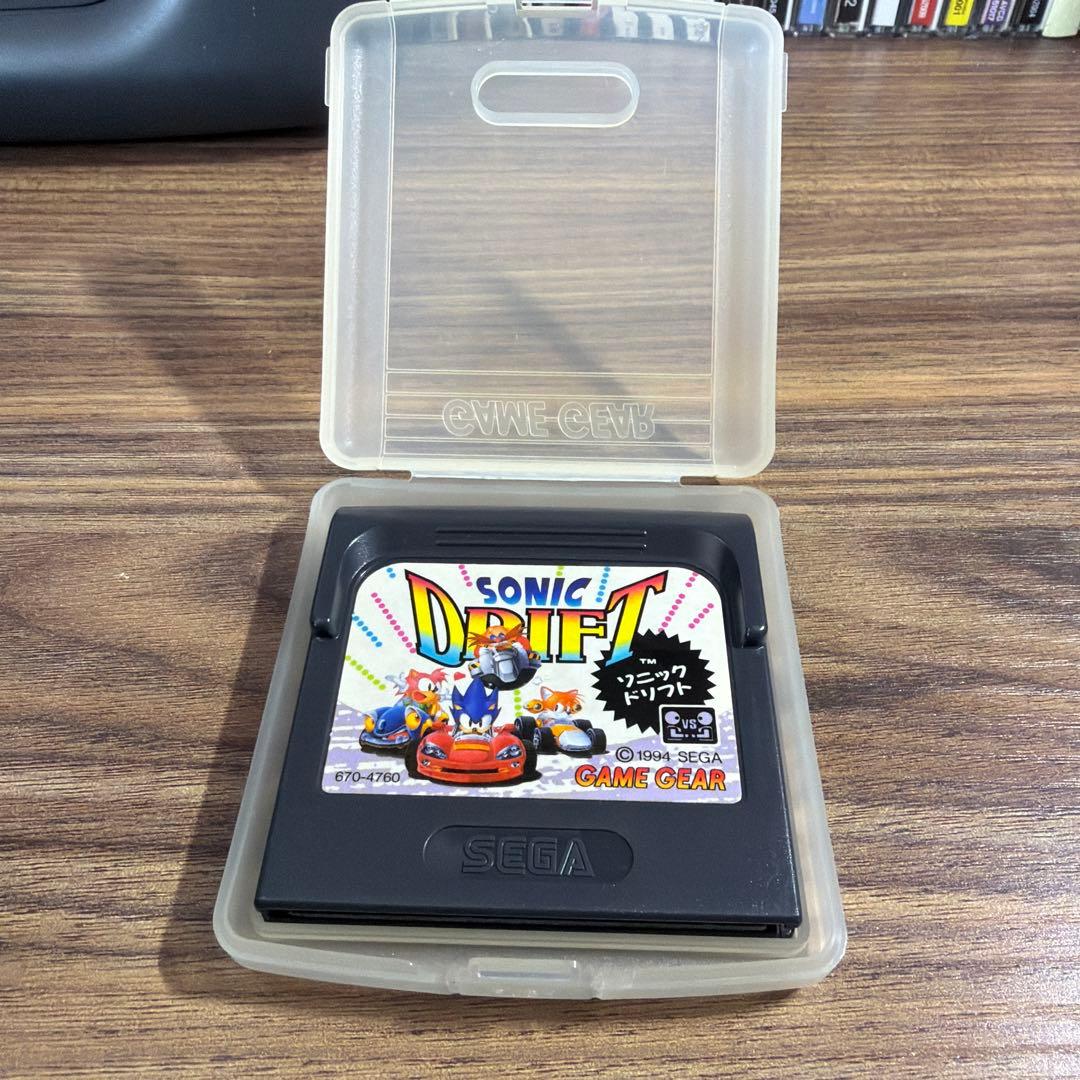 GAME GEAR
SONIC
DRIFT
TM
ソニック
ドリフト
VS
© 1994 SEGA
670-4760
GAME GEAR
SEGA